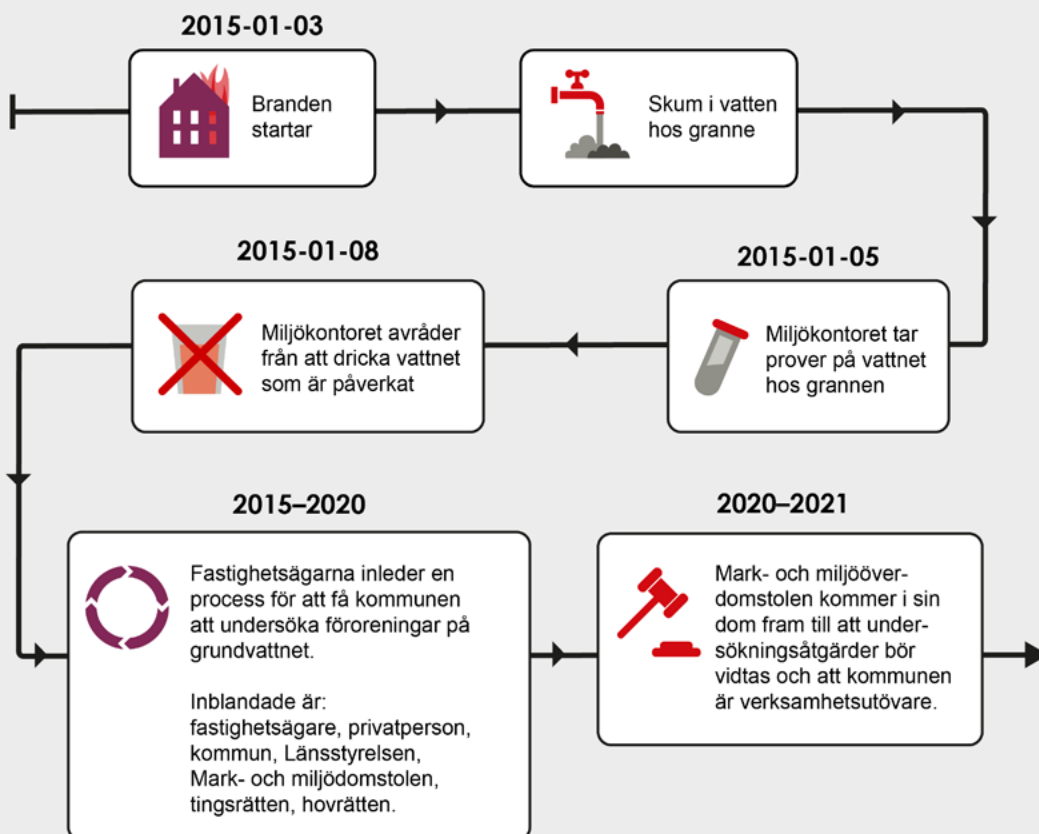 2015-01-03
Branden
startar
Skum i vatten
hos granne
2015-01-05
Miljökontoret tar
prover på vattnet
hos grannen
2015-01-08
Miljökontoret avråder
från att dricka vattnet
som är påverkat
2015–2020
Fastighetsägarna inleder en
process för att få kommunen
att undersöka föroreningar på
grundvattnet.
Inblandade är:
fastighetsägare, privatperson,
kommun, Länsstyrelsen,
Mark- och miljödomstolen,
tingsrätten, hovrätten.
2020–2021
Mark- och miljööver-
domstolen kommer i sin
dom fram till att under-
sökningsåtgärder bör
vidtas och att kommunen
är verksamhetsutövare.